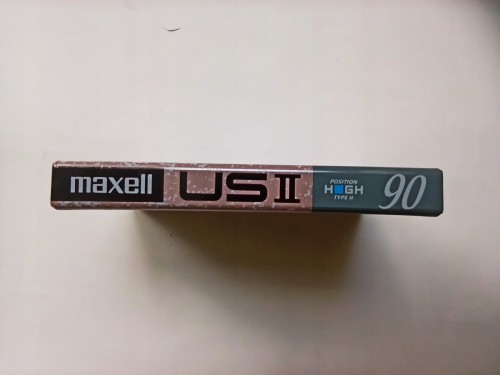 maxell
US II
POSITION
HIGH
TYPE II
90